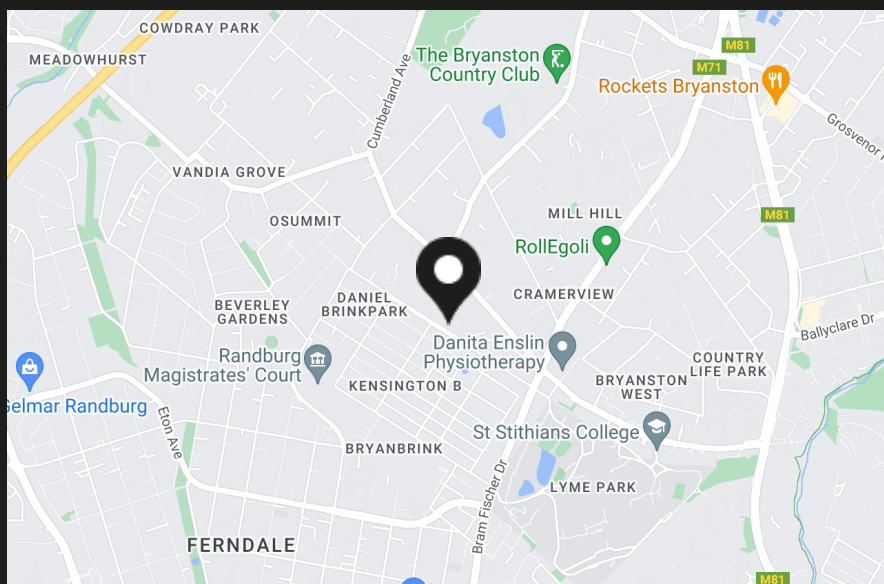 COWDRAY PARK
MEADOWHURST
The Bryanston
Country Club
M81
M71
Rockets Bryanston
Cumberland Ave
Grosvenor
VANDIA GROVE
OSUMMIT
MILL HILL
M81
RollEgoli
CRAMERVIEW
DANIEL
BRINKPARK
BEVERLEY
GARDENS
Ballyclare Dr
Danita Enslin
Physiotherapy
Randburg
Magistrates' Court
KENSINGTON B
COUNTRY
LIFE PARK
BRYANSTON
WEST
Gelmar Randburg
Eton Ave
St Stithians College
BRYANBRINK
Bram Fischer Dr
LYME PARK
FERNDALE
M81